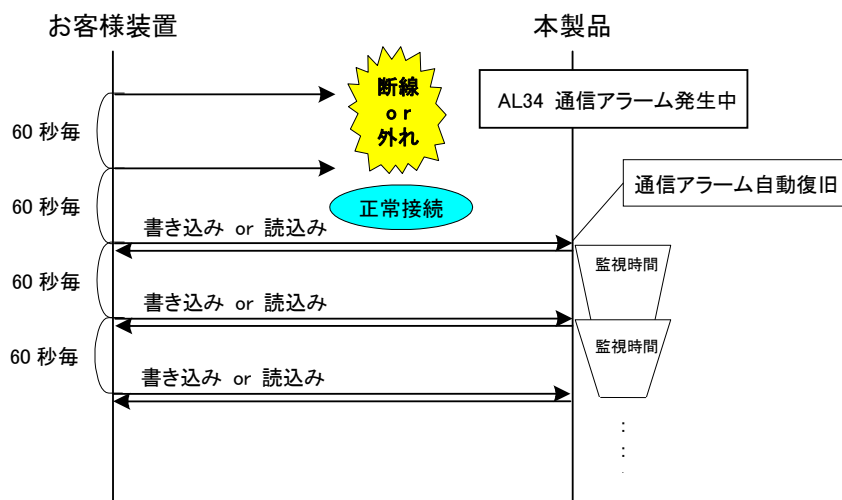 お客様装置
本製品
断線
or
外れ
AL34 通信アラーム発生中
60 秒毎
通信アラーム自動復旧
60 秒毎
正常接続
書き込み or 読込み
監視時間
60 秒毎
書き込み or 読込み
監視時間
60 秒毎
書き込み or 読込み